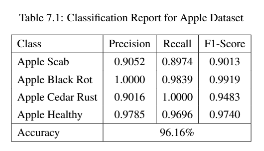 Table 7.1: Classification Report for Apple Dataset
Class Precision Recall F1-Score
Apple Scab 0.9052 0.8974 0.9013
Apple Black Rot 1.0000 0.9839 0.9919
Apple Cedar Rust 0.9016 1.0000 0.9483
Apple Healthy 0.9785 0.9696 0.9740
Accuracy 96.16%